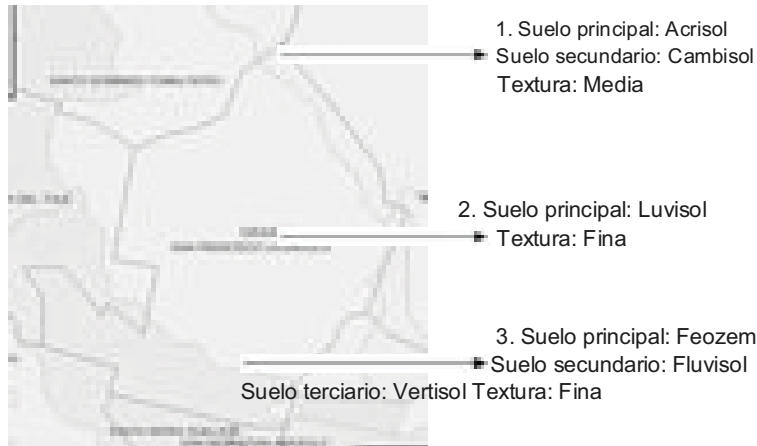 1. Suelo principal: Acrisol
Suelo secundario: Cambisol
Textura: Media
2. Suelo principal: Luvisol
Textura: Fina
3. Suelo principal: Feozem
Suelo secundario: Fluvisol
Suelo terciario: Vertisol Textura: Fina